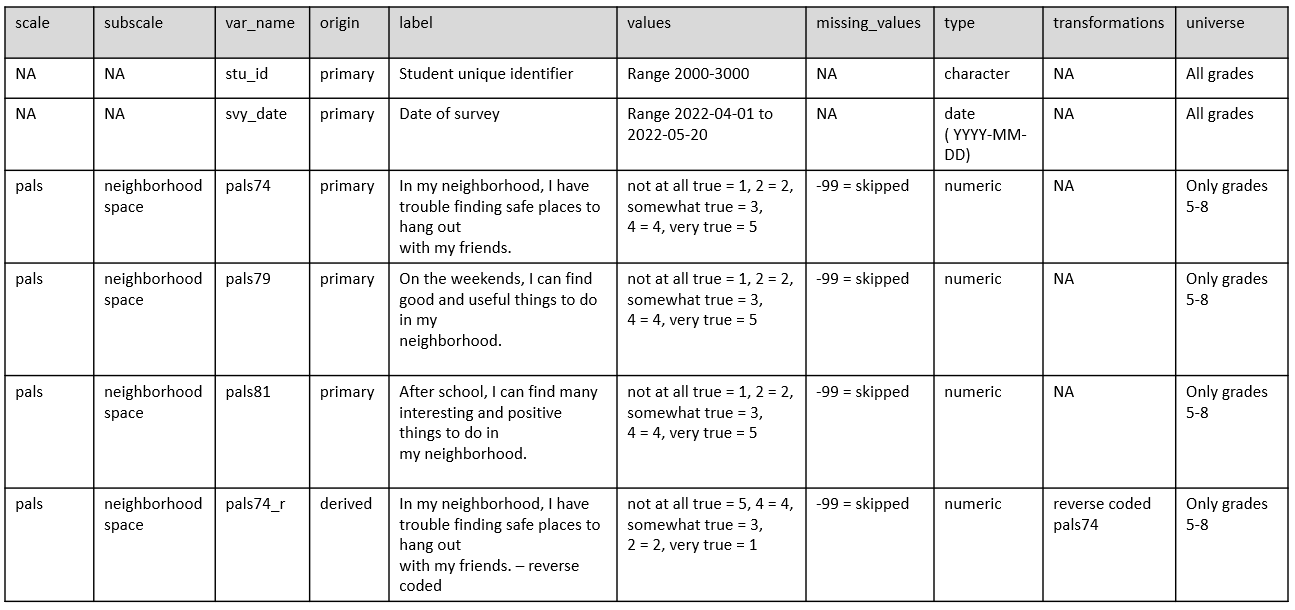 scale subscale var_name origin label values missing_values type transformations universe
NA NA stu_id primary Student unique identifier Range 2000-3000 NA character NA All grades
NA NA svy_date primary Date of survey Range 2022-04-01 to NA date NA All grades
2022-05-20 ( YYYY-MM-
DD)
pals neighborhood pals74 primary In my neighborhood, I have not at all true = 1, 2 = 2, -99 = skipped numeric NA Only grades
space trouble finding safe places to somewhat true = 3, 5-8
hang out 4 = 4, very true = 5
with my friends.
pals neighborhood pals79 primary On the weekends, I can find not at all true = 1, 2 = 2, -99 = skipped numeric NA Only grades
space good and useful things to do somewhat true = 3, 5-8
in my 4 = 4, very true = 5
neighborhood.
pals neighborhood pals81 primary After school, I can find many not at all true = 1, 2 = 2, -99 = skipped numeric NA Only grades
space interesting and positive somewhat true = 3, 5-8
things to do in 4 = 4, very true = 5
my neighborhood.
pals neighborhood pals74_r derived In my neighborhood, I have not at all true = 5, 4 = 4, -99 = skipped numeric reverse coded Only grades
space trouble finding safe places to somewhat true = 3, pals74 5-8
hang out 2 = 2, very true = 1
with my friends. – reverse
coded